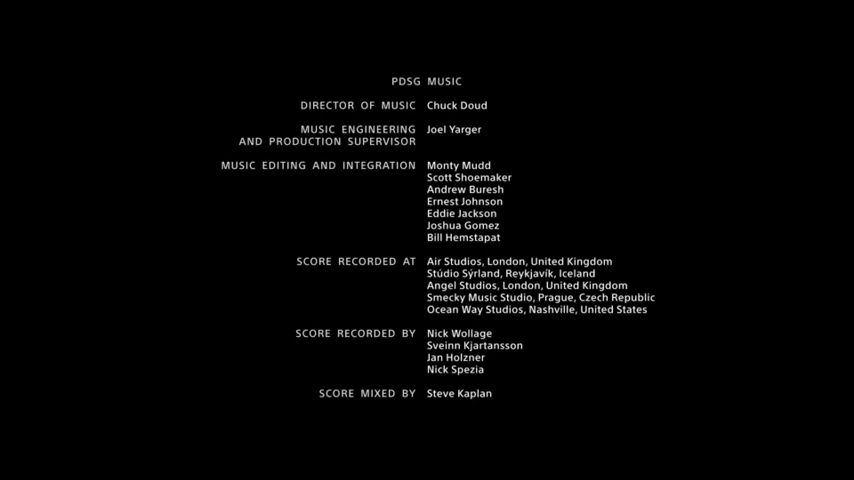 PDSG MUSIC
DIRECTOR OF MUSIC Chuck Doud
MUSIC ENGINEERING Joel Yarger
AND PRODUCTION SUPERVISOR
MUSIC EDITING AND INTEGRATION Monty Mudd
Scott Shoemaker
Andrew Buresh
Ernest Johnson
Eddie Jackson
Joshua Gomez
Bill Hemstapat
SCORE RECORDED AT Air Studios, London, United Kingdom
Stúdio Sýrland, Reykjavík, Iceland
Angel Studios, London, United Kingdom
Smecky Music Studio, Prague, Czech Republic
Ocean Way Studios, Nashville, United States
SCORE RECORDED BY Nick Wollage
Sveinn Kjartansson
Jan Holzner
Nick Spezia
SCORE MIXED BY Steve Kaplan